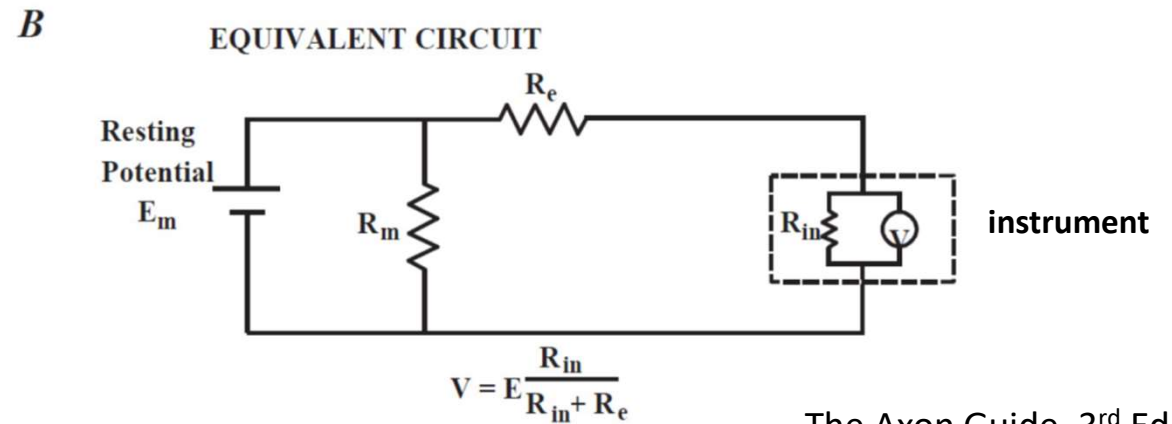 B
EQUIVALENT CIRCUIT
Re
Resting
Potential
Em
Rm
Rin
V
instrument
V = E Rin
Rin+ Re
The Axon Guide, 3rd Ed